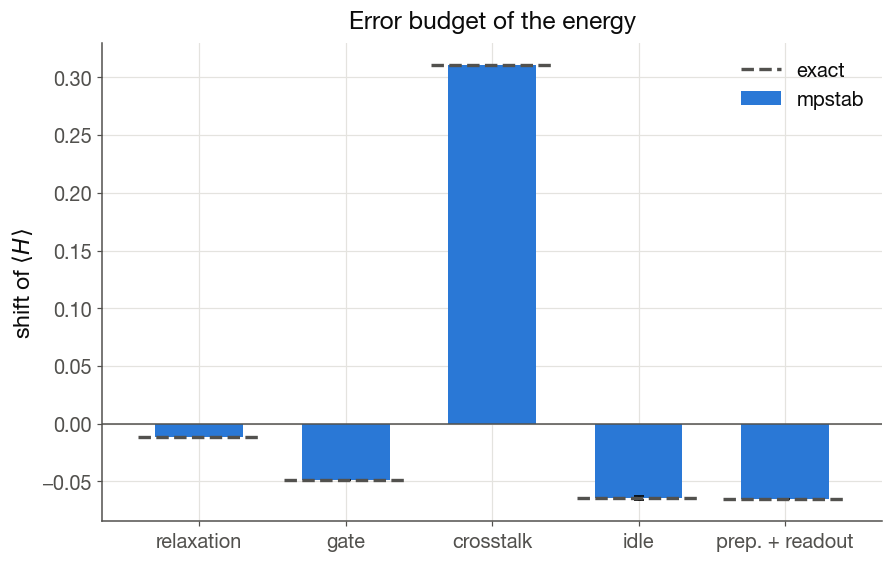 Error budget of the energy
exact
mpstab
shift of ⟨H⟩
0.30
0.25
0.20
0.15
0.10
0.05
0.00
−0.05
relaxation
gate
crosstalk
idle
prep. + readout